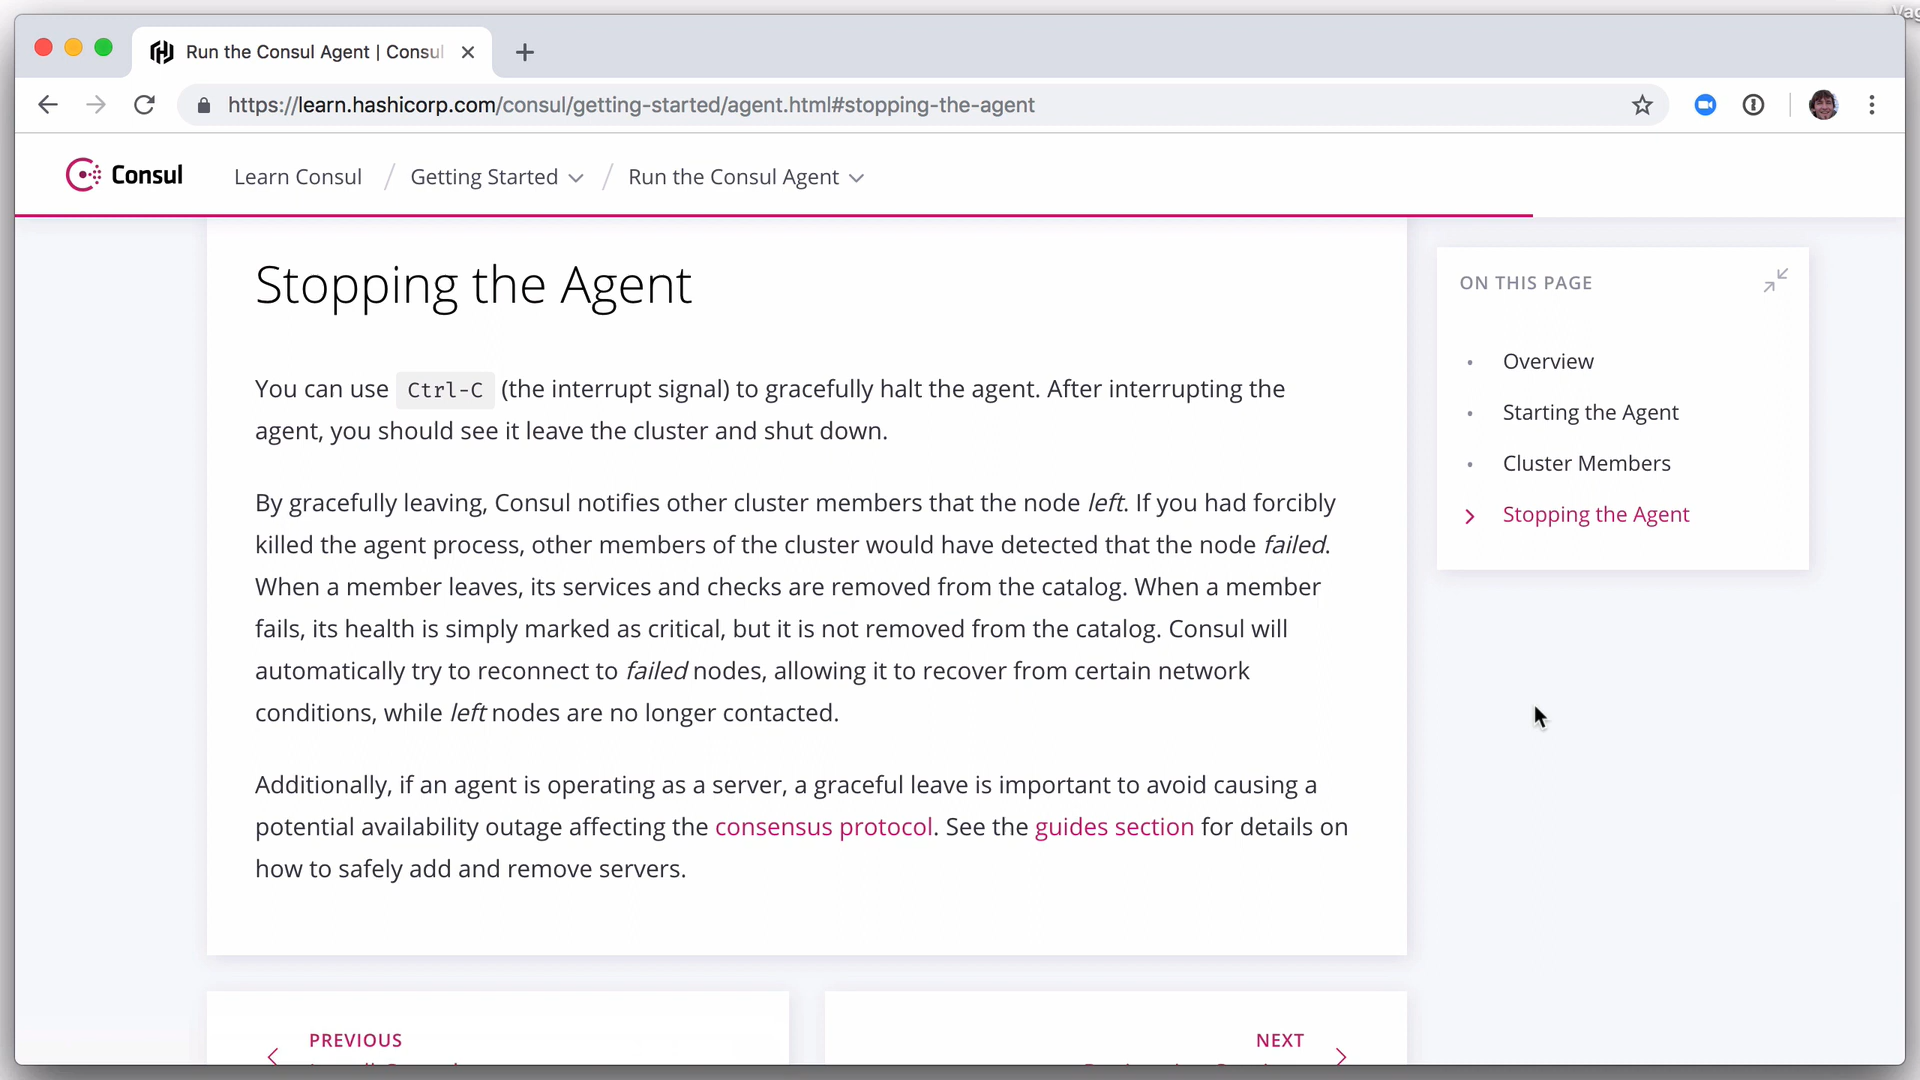 Vag
Run the Consul Agent | Consul
https://learn.hashicorp.com/consul/getting-started/agent.html#stopping-the-agent
Consul
Learn Consul / Getting Started / Run the Consul Agent
Stopping the Agent
You can use Ctrl-C (the interrupt signal) to gracefully halt the agent. After interrupting the
agent, you should see it leave the cluster and shut down.
By gracefully leaving, Consul notifies other cluster members that the node left. If you had forcibly
killed the agent process, other members of the cluster would have detected that the node failed.
When a member leaves, its services and checks are removed from the catalog. When a member
fails, its health is simply marked as critical, but it is not removed from the catalog. Consul will
automatically try to reconnect to failed nodes, allowing it to recover from certain network
conditions, while left nodes are no longer contacted.
Additionally, if an agent is operating as a server, a graceful leave is important to avoid causing a
potential availability outage affecting the consensus protocol. See the guides section for details on
how to safely add and remove servers.
ON THIS PAGE
• Overview
• Starting the Agent
• Cluster Members
Stopping the Agent
PREVIOUS
NEXT